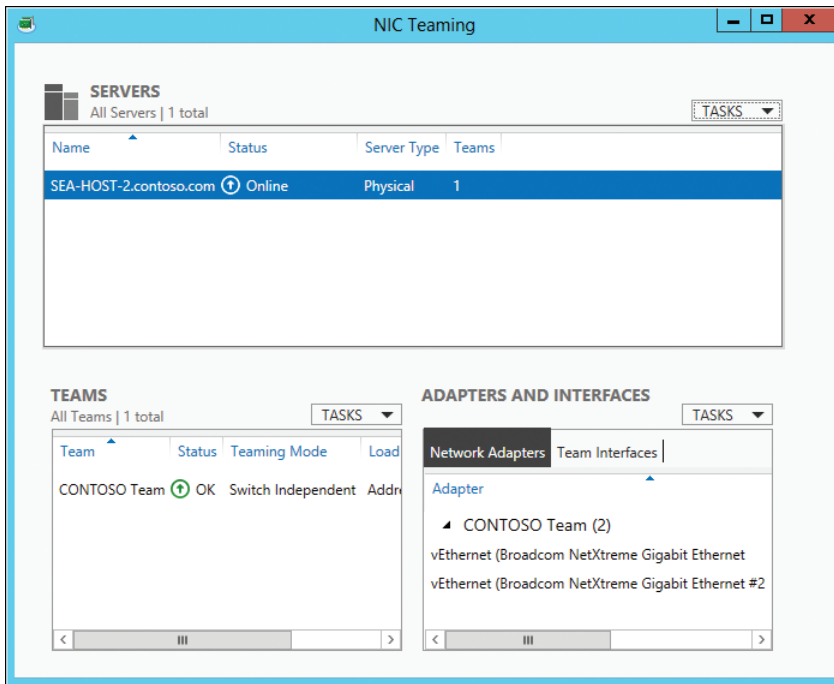 NIC Teaming
SERVERS
All Servers | 1 total
TASKS
Name Status Server Type Teams
SEA-HOST-2.contoso.com Online Physical 1
TEAMS
All Teams | 1 total
TASKS
Team Status Teaming Mode Load
CONTOSO Team OK Switch Independent Addre
ADAPTERS AND INTERFACES
TASKS
Network Adapters Team Interfaces
Adapter
CONTOSO Team (2)
vEthernet (Broadcom NetXtreme Gigabit Ethernet
vEthernet (Broadcom NetXtreme Gigabit Ethernet #2